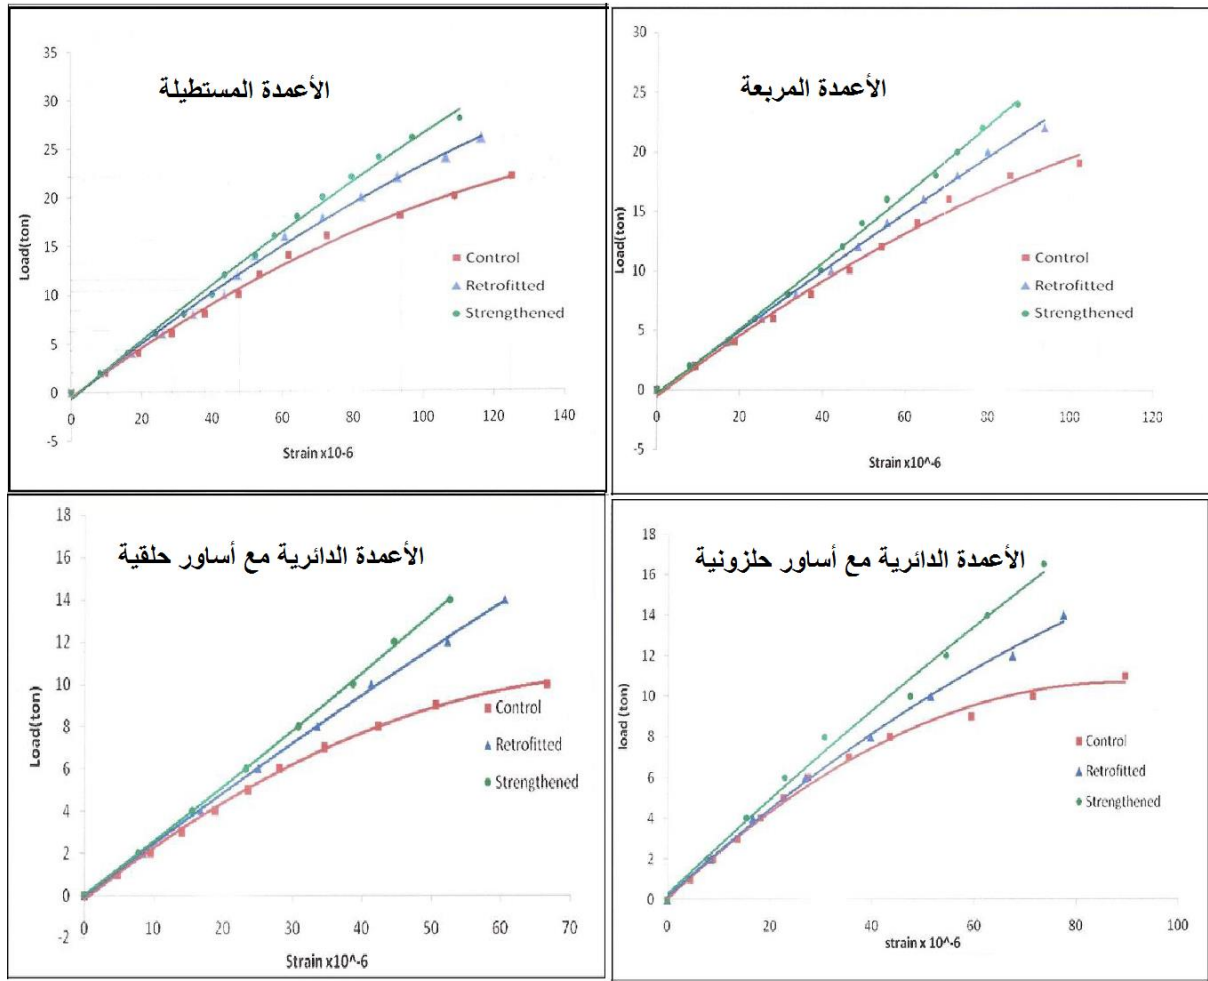 الأعمدة المستطيلة
35
30
25
20
15
10
5
0
-5
Load(ton)
0 20 40 60 80 100 120 140
Strain x10-6
Control
Retrofitted
Strengthened
الأعمدة المربعة
30
25
20
15
10
5
0
-5
Load(ton)
0 20 40 60 80 100 120
Strain x10^-6
Control
Retrofitted
Strengthened
الأعمدة الدائرية مع أساور حلقية
18
16
14
12
10
8
6
4
2
0
-2
Load(ton)
0 10 20 30 40 50 60 70
Strain x10^-6
Control
Retrofitted
Strengthened
الأعمدة الدائرية مع أساور حلزونية
18
16
14
12
10
8
6
4
2
0
load (ton)
0 20 40 60 80 100
strain x 10^-6
Control
Retrofitted
Strengthened